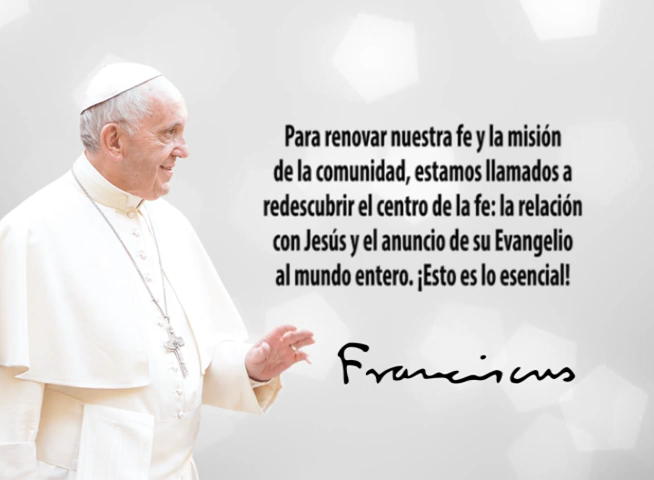 Para renovar nuestra fe y la misión
de la comunidad, estamos llamados a
redescubrir el centro de la fe: la relación
con Jesús y el anuncio de su Evangelio
al mundo entero. ¡Esto es lo esencial!
Franciscus